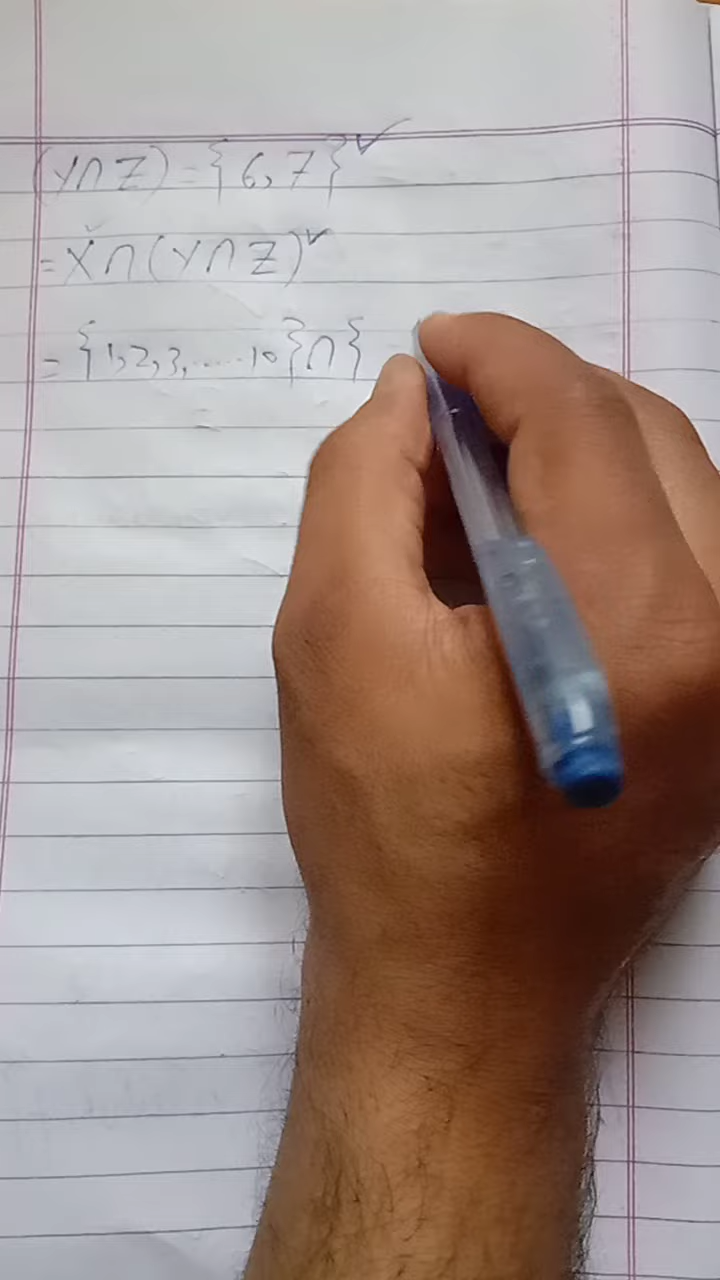 (Y∩Z) = {6, 7} ✓
= X∩(Y∩Z) ✓
= {1, 2, 3, ..... 10}∩{